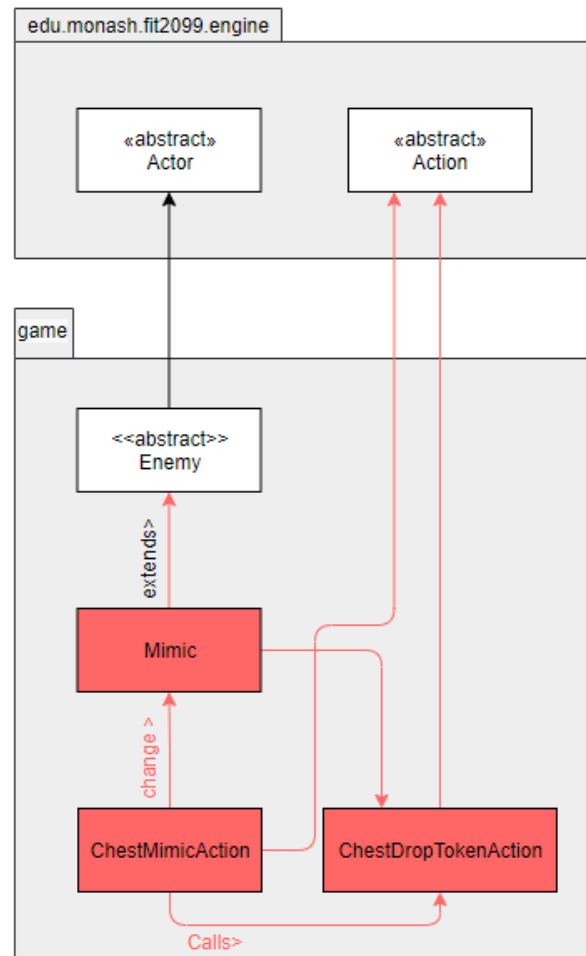 edu.monash.fit2099.engine
«abstract»
Actor
«abstract»
Action
game
<<abstract>>
Enemy
extends>
Mimic
change >
ChestMimicAction
ChestDropTokenAction
Calls>